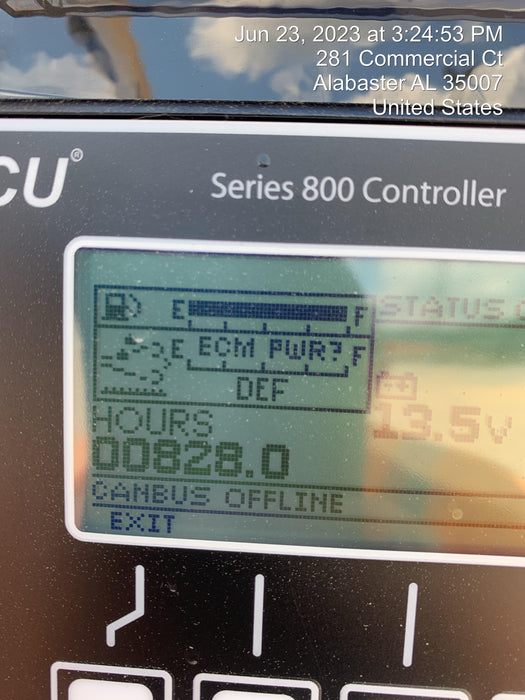 Jun 23, 2023 at 3:24:53 PM
281 Commercial Ct
Alabaster AL 35007
United States
CU®
Series 800 Controller
E F STATUS
E ECM PWR? F
DEF
HOURS
13.5V
00828.0
CANBUS OFFLINE
EXIT